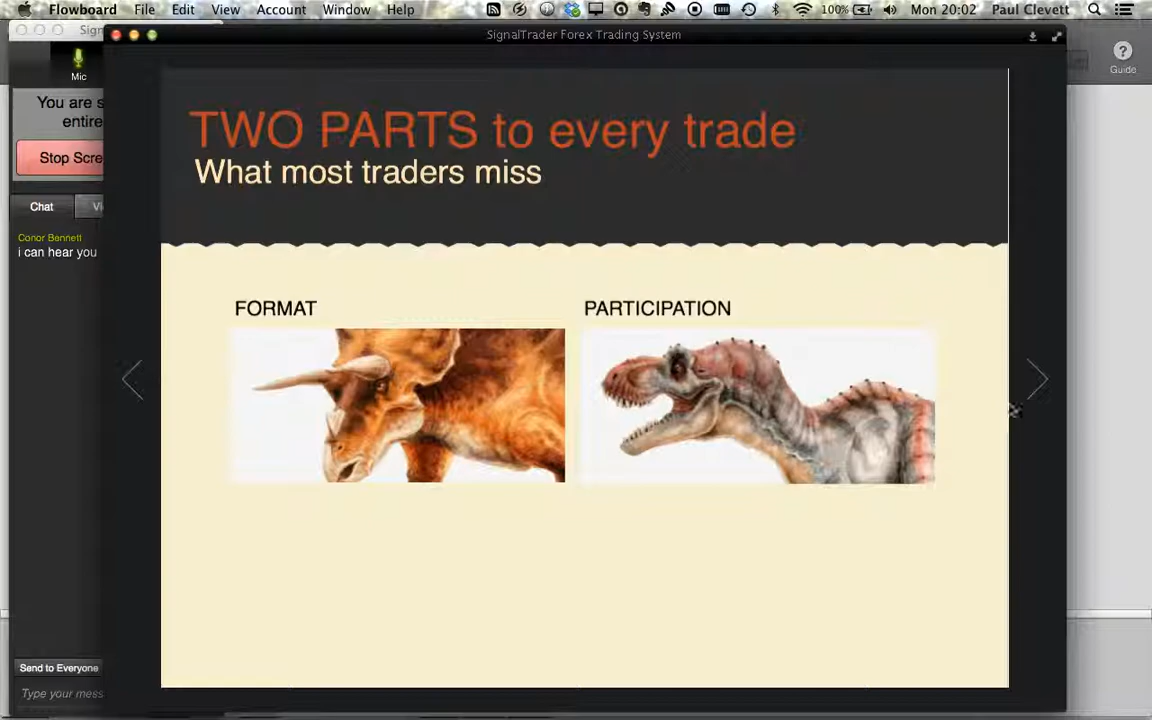 Flowboard File Edit View Account Window Help 100% Mon 20:02 Paul Clevett
SignalTrader Forex Trading System
Mic
Guide
You are
entire
Stop
Chat
Conor Bennett
i can hear you
TWO PARTS to every trade
What most traders miss
FORMAT
PARTICIPATION
Send to Everyone
Type your